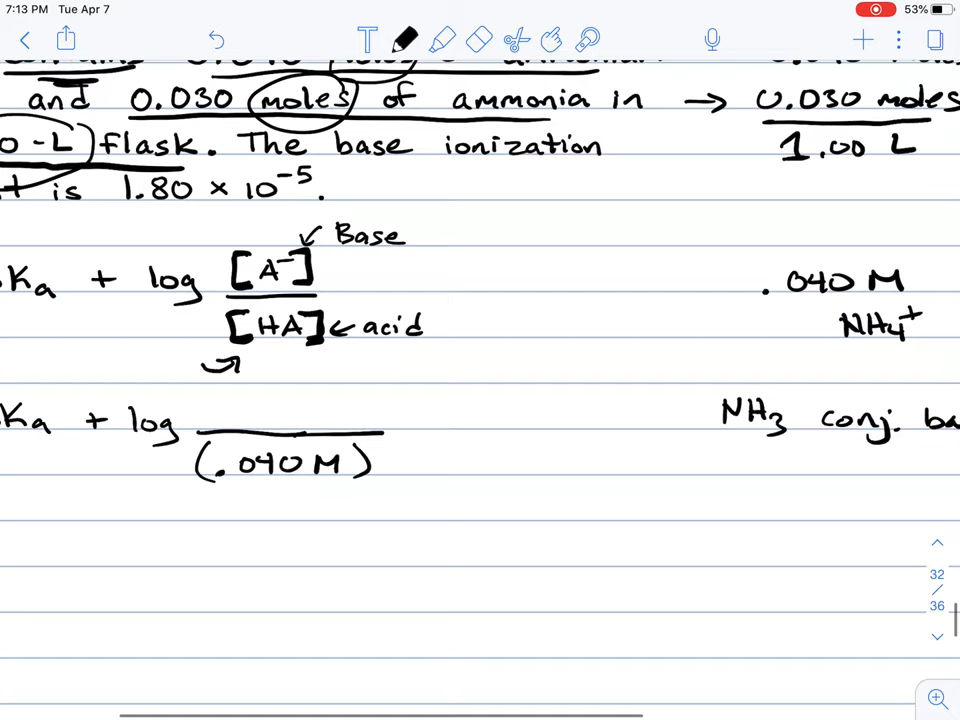 7:13 PM Tue Apr 7
53%
T
and 0.030 moles of ammonia in → 0.030 moles
0-L) flask. The base ionization 1.00 L
is 1.80 × 10⁻⁵.
Base
Ka + log [A⁻] .040 M
[HA] ← acid NH₄⁺
Ka + log NH₃ conj. ba
(.040 M)
32
/
36